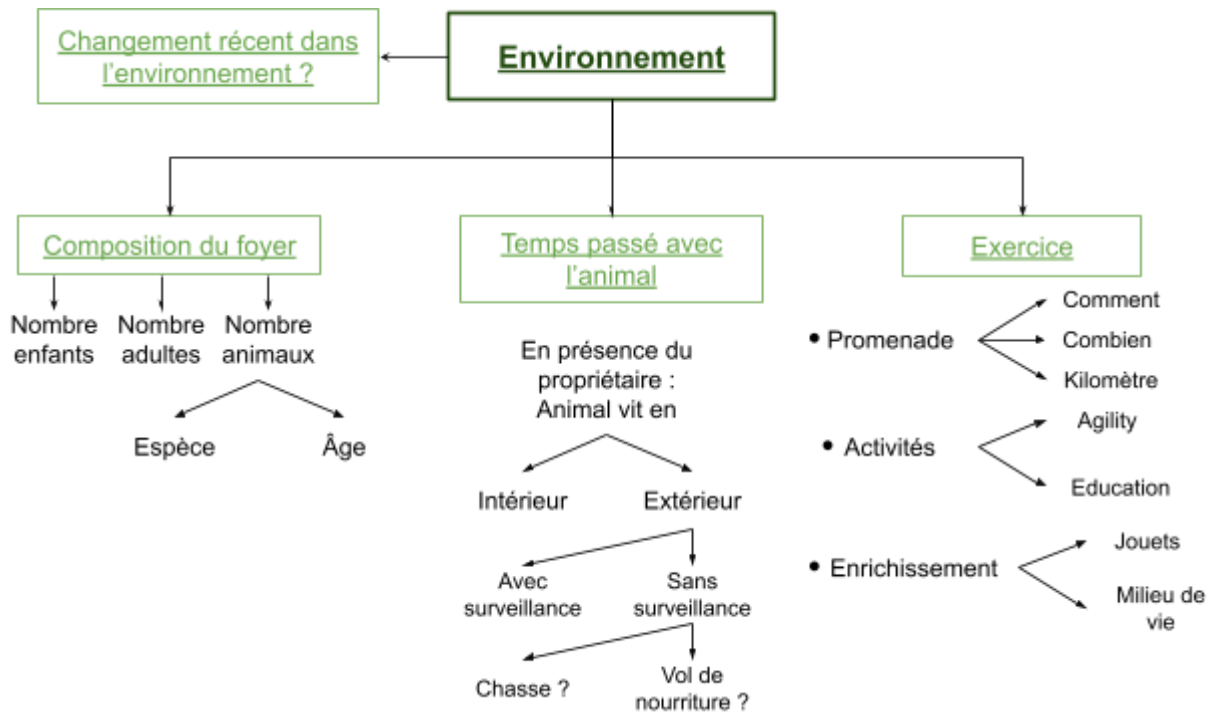 Changement récent dans
l'environnement ?
Environnement
Composition du foyer
Nombre
enfants
Nombre
adultes
Nombre
animaux
Espèce
Âge
Temps passé avec
l'animal
En présence du
propriétaire :
Animal vit en
Intérieur
Extérieur
Avec
surveillance
Sans
surveillance
Chasse ?
Vol de
nourriture ?
Exercice
• Promenade
Comment
Combien
Kilomètre
• Activités
Agility
Education
• Enrichissement
Jouets
Milieu de
vie